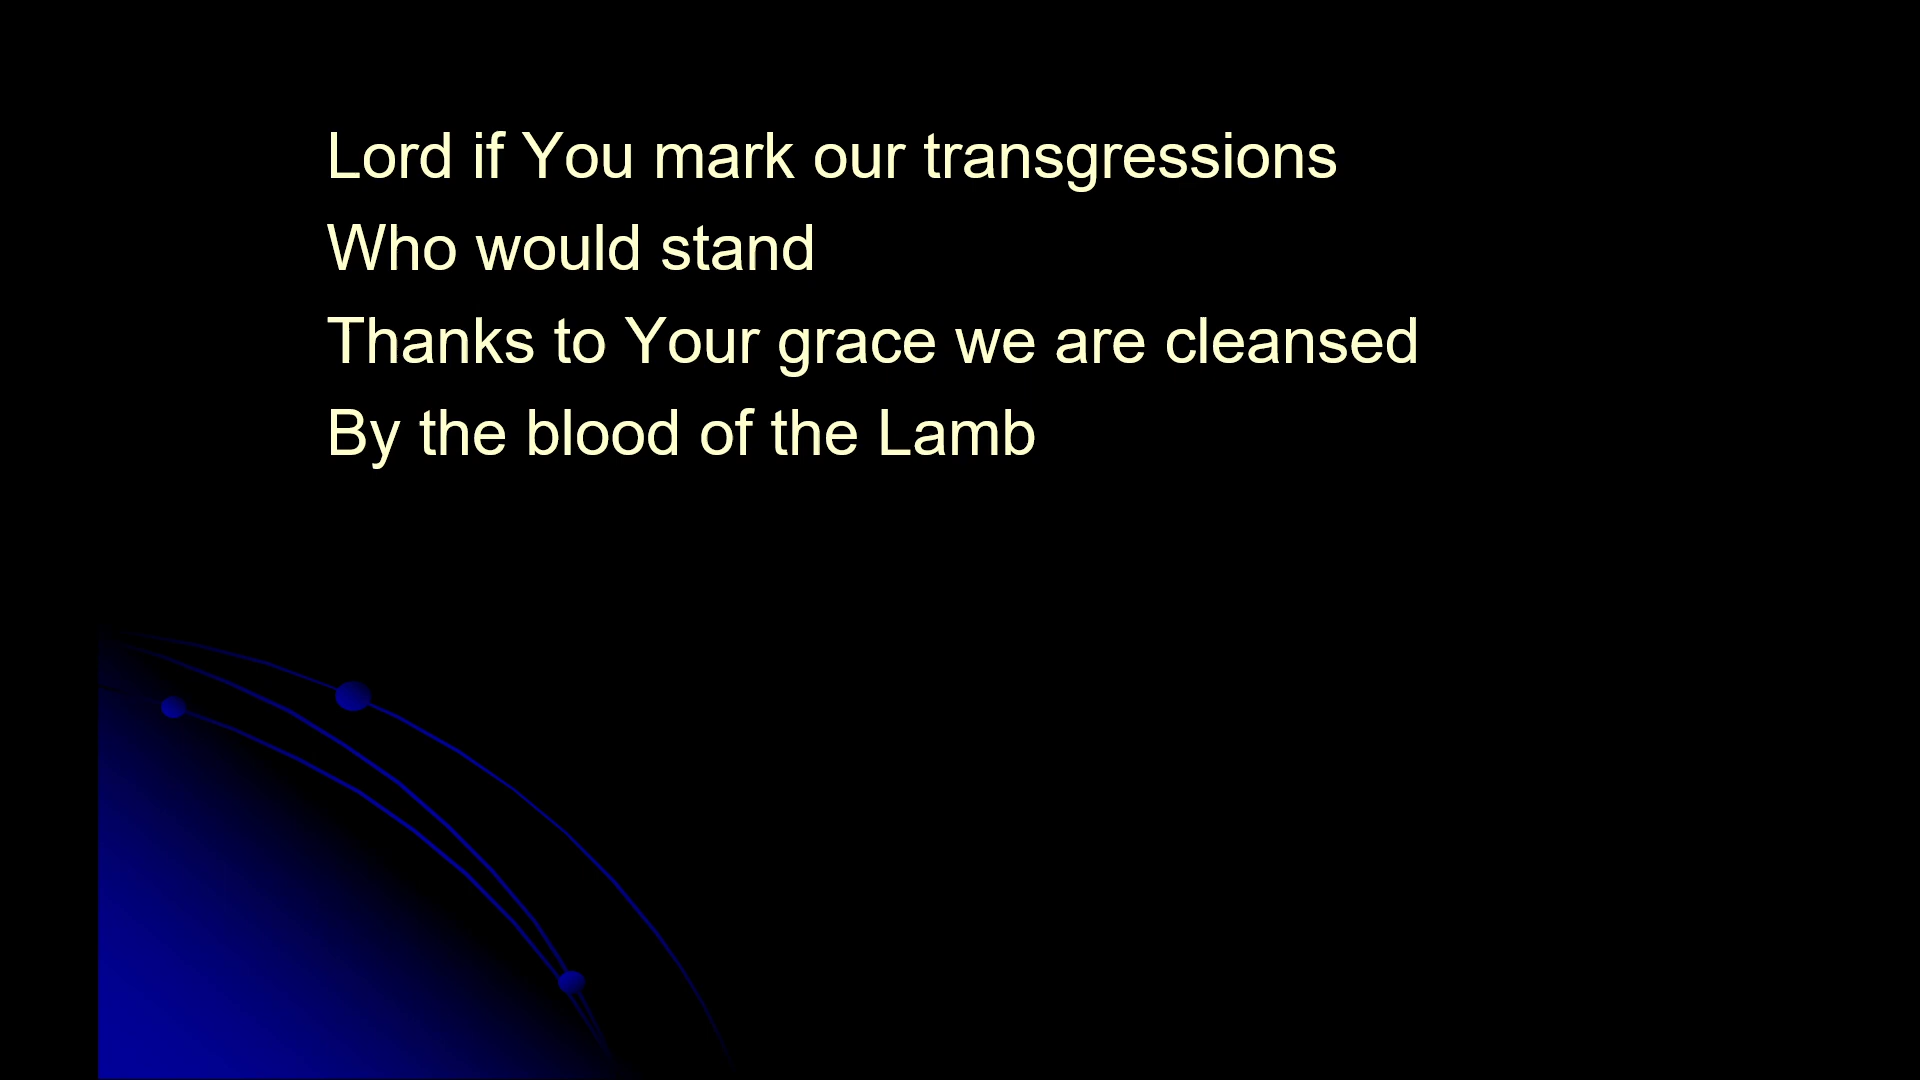 Lord if You mark our transgressions
Who would stand
Thanks to Your grace we are cleansed
By the blood of the Lamb